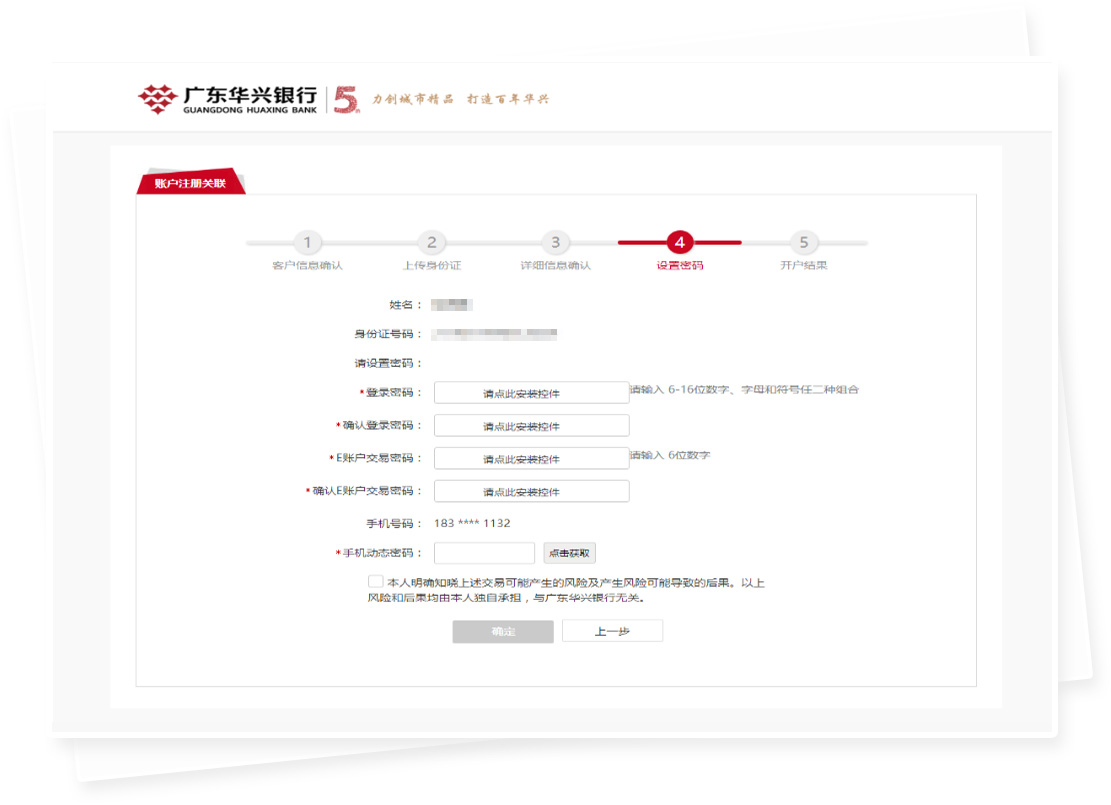 广东华兴银行
GUANGDONG HUAXING BANK
5
力创城市精品 打造百年华兴
账户注册关联
1 2 3 4 5
客户信息确认 上传身份证 详细信息确认 设置密码 开户结果
姓名：
身份证号码：
请设置密码：
*登录密码： 请点此安装控件 请输入 6-16位数字、字母和符号任二种组合
*确认登录密码： 请点此安装控件
*E账户交易密码： 请点此安装控件 请输入 6位数字
*确认E账户交易密码： 请点此安装控件
手机号码： 183 **** 1132
*手机动态密码： 点击获取
本人明确知晓上述交易可能产生的风险及产生风险可能导致的后果。以上
风险和后果均由本人独自承担，与广东华兴银行无关。
确定 上一步